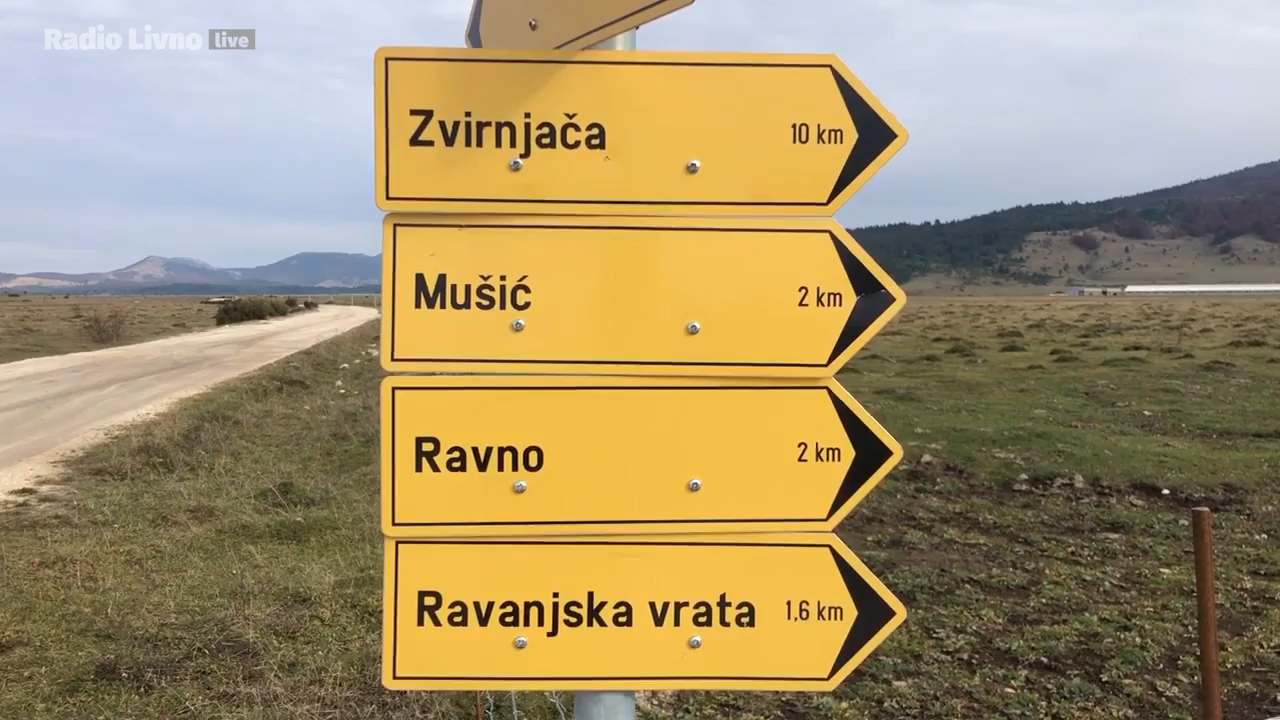 Radio Livno live
Zvirnjača 10 km
Mušić 2 km
Ravno 2 km
Ravanjska vrata 1,6 km